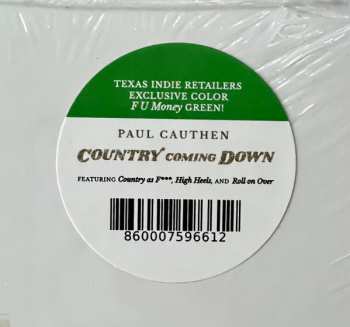 TEXAS INDIE RETAILERS
EXCLUSIVE COLOR
F U Money GREEN!
PAUL CAUTHEN
COUNTRY COMING DOWN
FEATURING Country as F***, High Heels, AND Roll on Over
860007596612